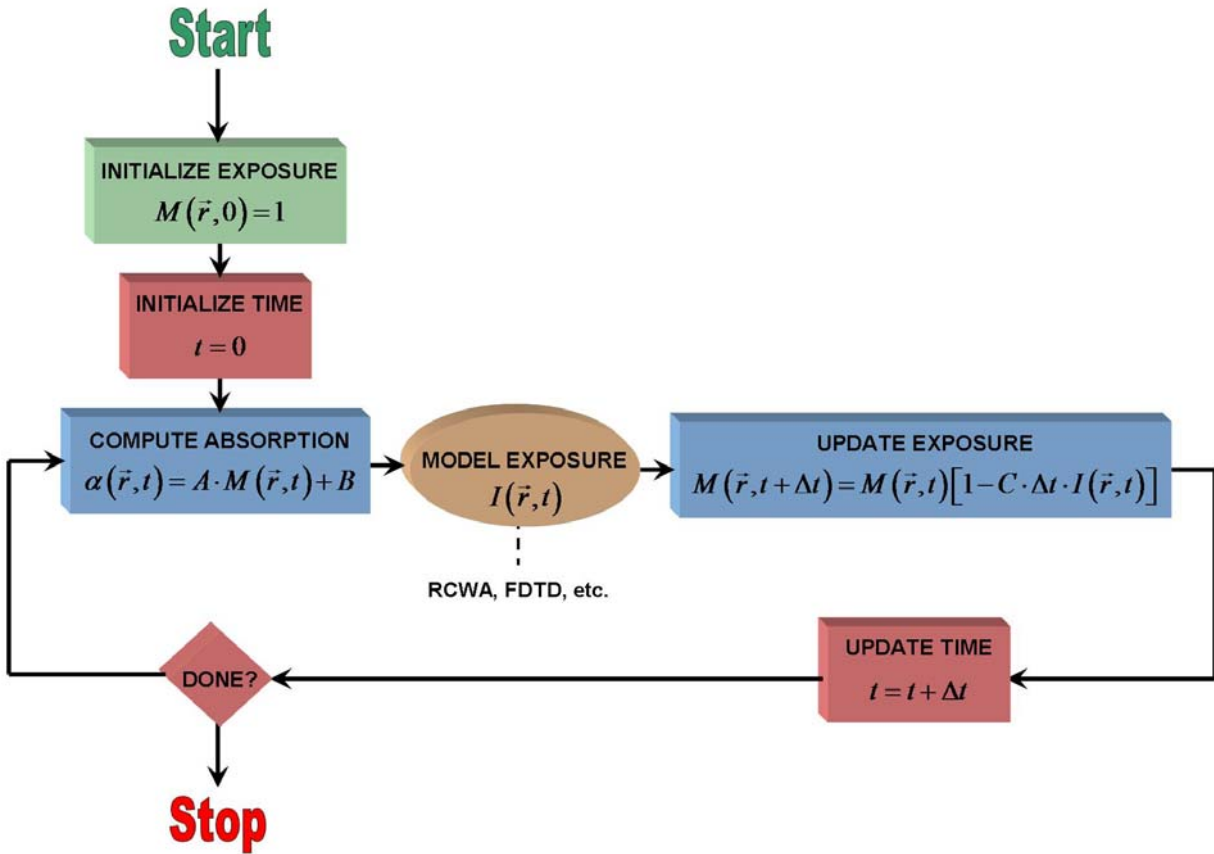 Start
INITIALIZE EXPOSURE
M(r⃗,0)=1
INITIALIZE TIME
t=0
COMPUTE ABSORPTION
α(r⃗,t)=A·M(r⃗,t)+B
MODEL EXPOSURE
I(r⃗,t)
RCWA, FDTD, etc.
UPDATE EXPOSURE
M(r⃗,t+Δt)=M(r⃗,t)[1−C·Δt·I(r⃗,t)]
UPDATE TIME
t=t+Δt
DONE?
Stop